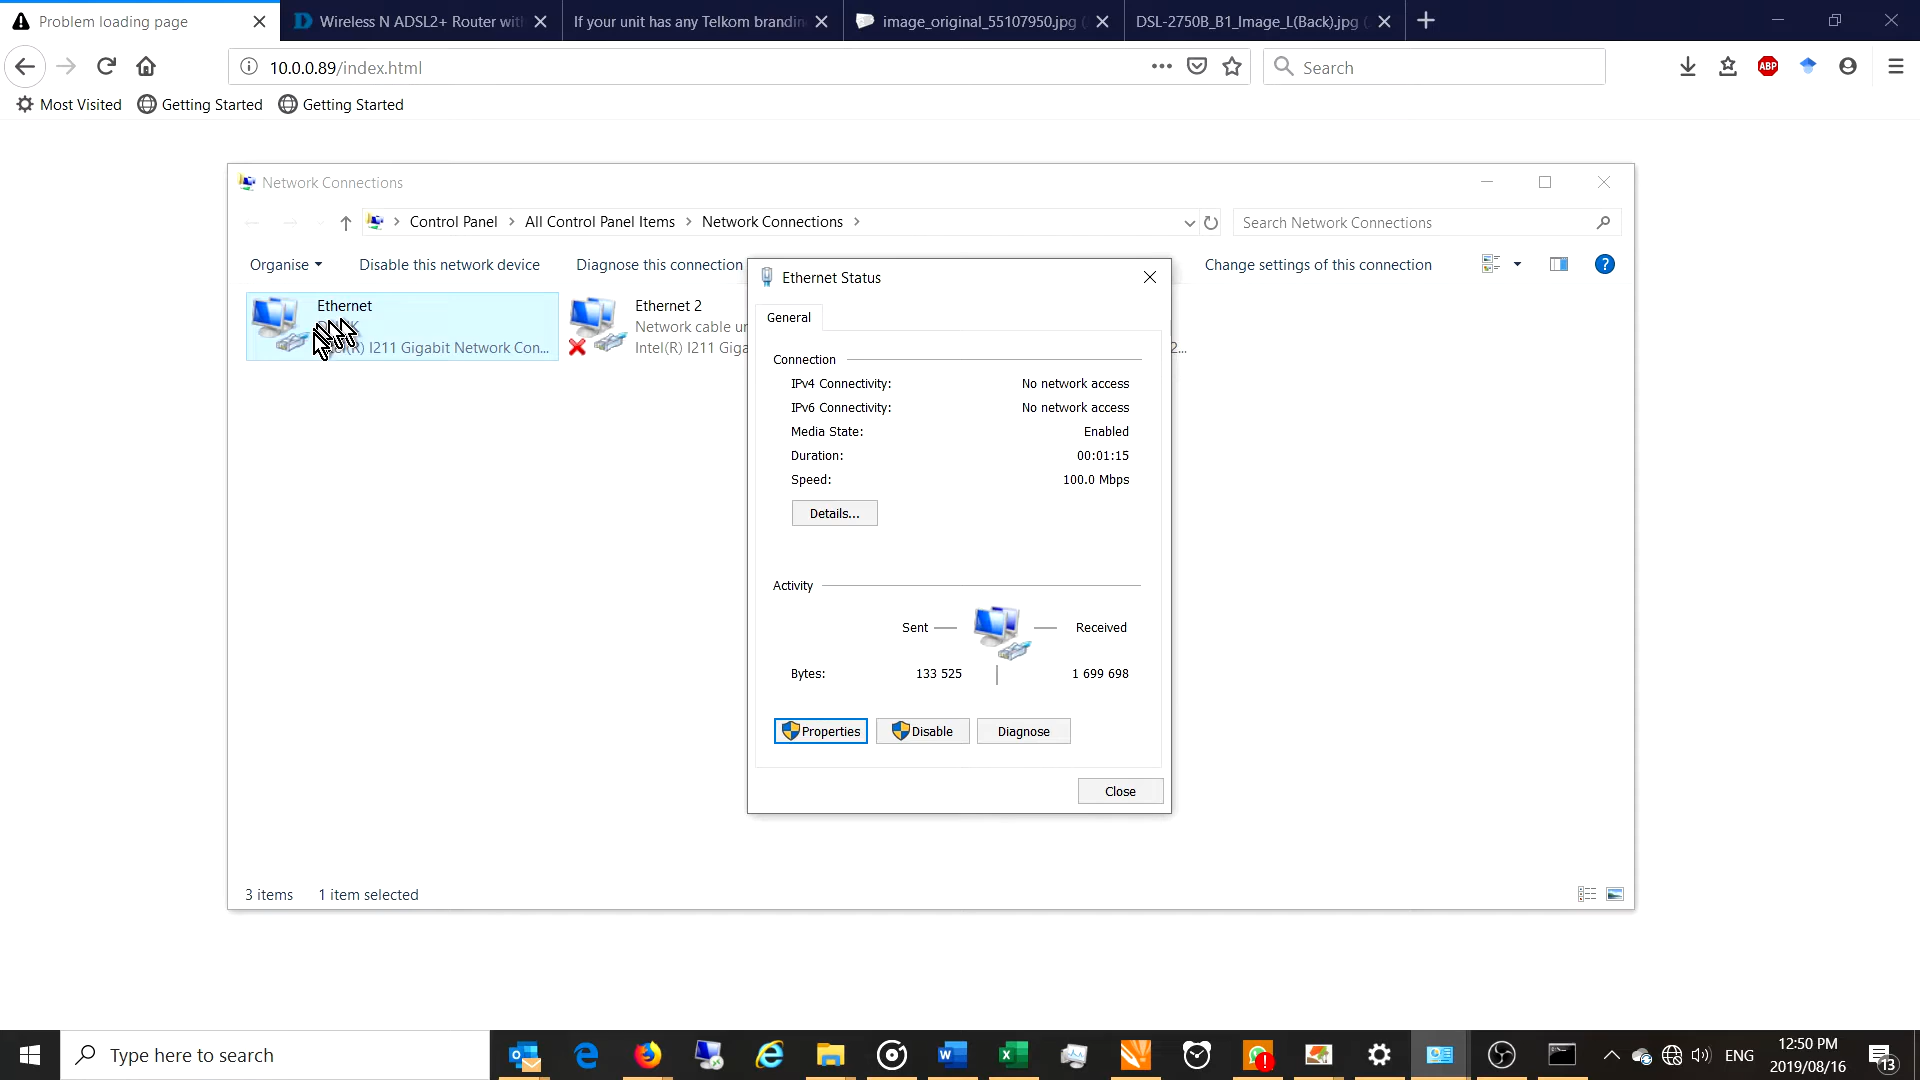 Problem loading page
Wireless N ADSL2+ Router with
If your unit has any Telkom brandin
image_original_55107950.jpg (
DSL-2750B_B1_Image_L(Back).jpg (
10.0.0.89/index.html
Search
ABP
Most Visited
Getting Started
Getting Started
Network Connections
Control Panel > All Control Panel Items > Network Connections >
Search Network Connections
Organise
Disable this network device
Diagnose this connection
Change settings of this connection
Ethernet
I211 Gigabit Network Con...
Ethernet 2
Network cable un
Intel(R) I211 Giga
2...
Ethernet Status
General
Connection
IPv4 Connectivity: No network access
IPv6 Connectivity: No network access
Media State: Enabled
Duration: 00:01:15
Speed: 100.0 Mbps
Details...
Activity
Sent
Received
Bytes: 133 525 1 699 698
Properties
Disable
Diagnose
Close
3 items
1 item selected
Type here to search
ENG
12:50 PM
2019/08/16
13